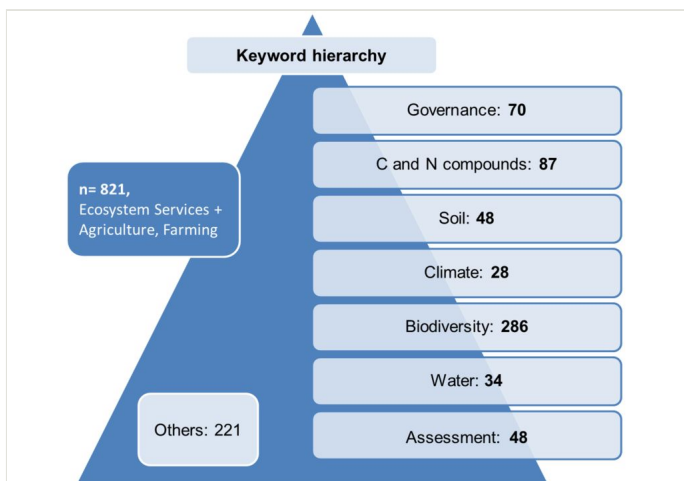 Keyword hierarchy
Governance: 70
C and N compounds: 87
n= 821,
Ecosystem Services +
Agriculture, Farming
Soil: 48
Climate: 28
Biodiversity: 286
Water: 34
Others: 221
Assessment: 48